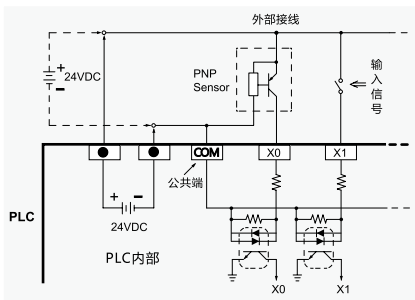 外部接线
+
24VDC
PNP
Sensor
输入信号
COM
X0
X1
公共端
+
24VDC
PLC
PLC内部
X0
X1